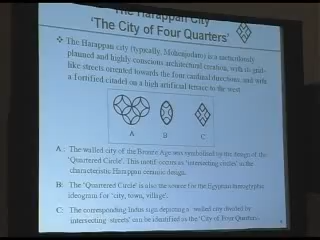 The Harappan City
'The City of Four Quarters'
❖ The Harappan city (typically, Mohenjodaro) is a meticulously
planned and highly conscious architectural creation, with its grid-
like streets oriented towards the four cardinal directions, and with
a fortified citadel on a high artificial terrace to the west.
A B C
A: The walled city of the Bronze Age was symbolised by the design of the
'Quartered Circle'. This motif occurs as 'intersecting circles' in the
characteristic Harappan ceramic design.
B: The 'Quartered Circle' is also the source for the Egyptian hieroglyphic
ideogram for 'city, town, village'.
C: The corresponding Indus sign depicting a 'walled city divided by
intersecting streets' can be identified as the 'City of Four Quarters'.